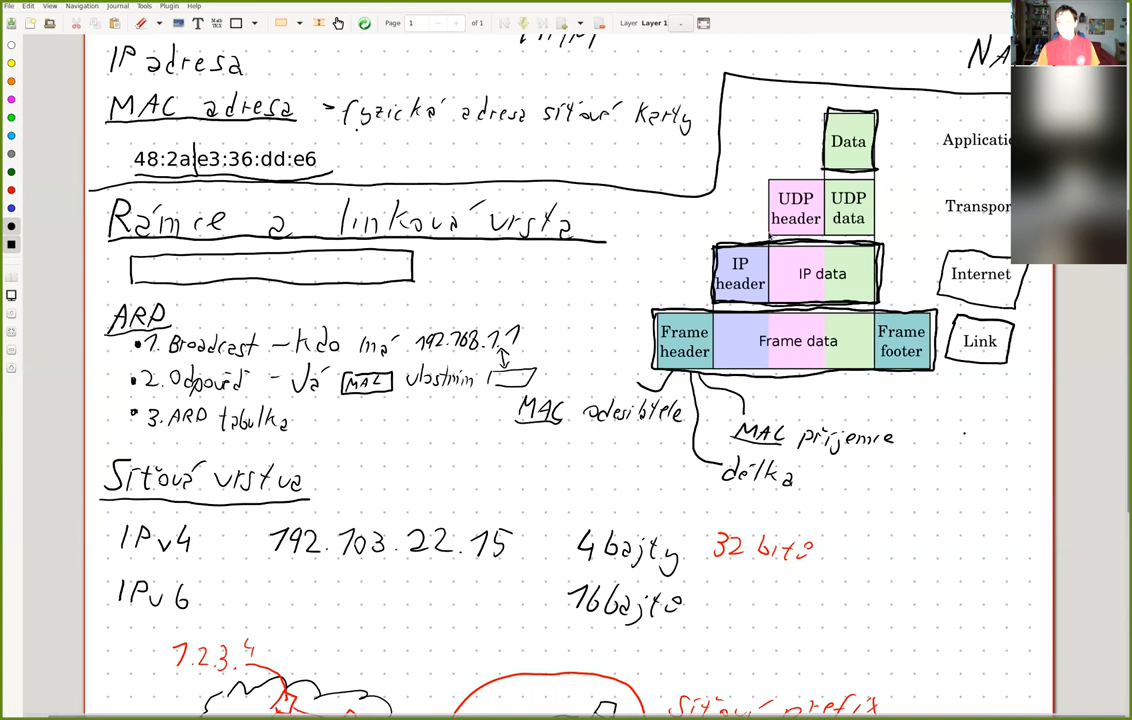 File Edit View Navigation Journal Tools Plugin Help
Page 1 of 1 Layer Layer 1
IP adresa
NA
MAC adresa -> fyzická adresa síťové karty
48:2a:e3:36:dd:e6
Rámce a linková vrstva
Data
Applicatio
UDP header
UDP data
Transpor
IP header
IP data
Internet
Frame header
Frame data
Frame footer
Link
ARP
• 1. Broadcast - kdo má 192.168.1.1
• 2. Odpověď - Já MAC vlastním
• 3. ARP tabulka
MAC odesílatele
MAC příjemce
délka
Síťová vrstva
IPv4 192.103.22.15 4 bajty 32 bitů
IPv6 16 bajtů
1.2.3.4
Síťový prefix